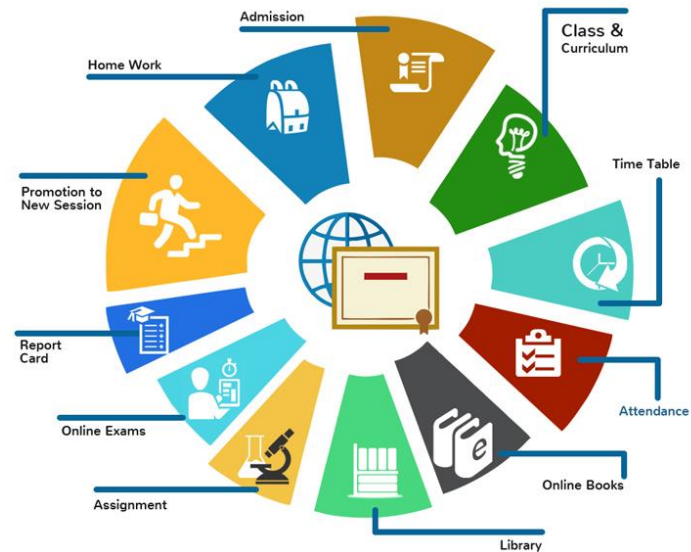 Admission
Class &
Curriculum
Home Work
Time Table
Promotion to
New Session
Report
Card
Attendance
Online Exams
Online Books
Assignment
Library
e